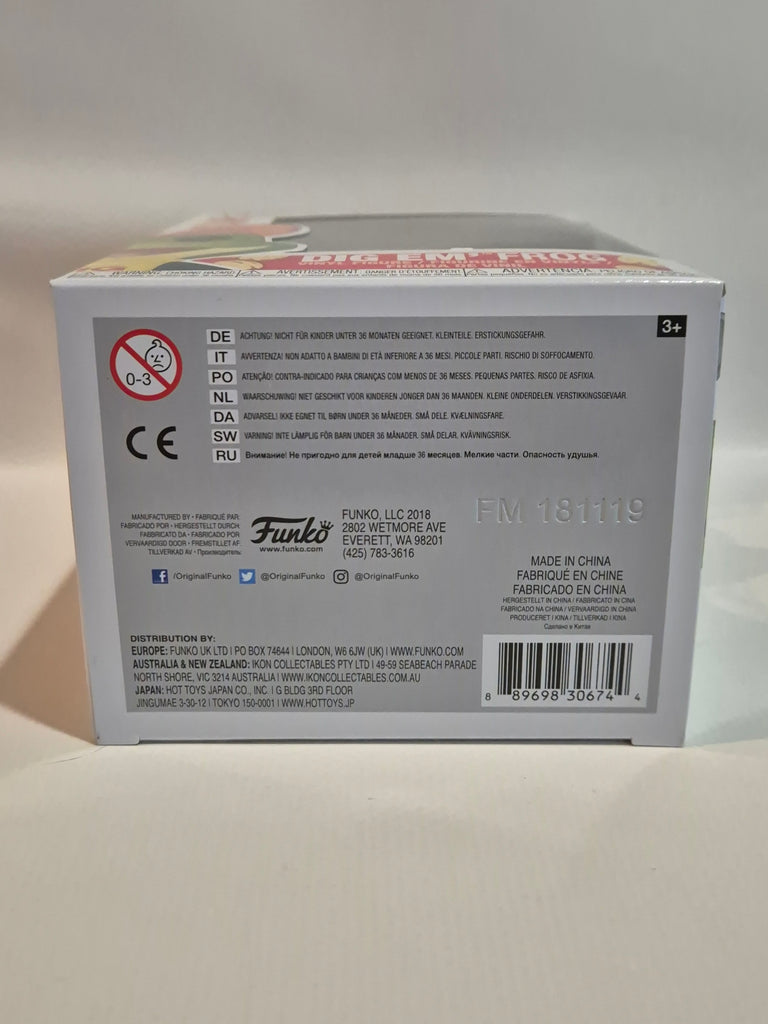 DIG EM' FROG
FIGURA DE VINIL
WARNING: CHOKING HAZARD
AVERTISSEMENT: DANGER D'ÉTOUFFEMENT
ADVERTENCIA:
3+
0-3
DE ACHTUNG! NICHT FÜR KINDER UNTER 36 MONATEN GEEIGNET. KLEINTEILE. ERSTICKUNGSGEFAHR.
IT AVVERTENZA! NON ADATTO A BAMBINI DI ETÀ INFERIORE A 36 MESI. PICCOLE PARTI. RISCHIO DI SOFFOCAMENTO.
PO ATENÇÃO! CONTRA-INDICADO PARA CRIANÇAS COM MENOS DE 36 MESES. PEQUENAS PARTES. RISCO DE ASFIXIA.
NL WAARSCHUWING! NIET GESCHIKT VOOR KINDEREN JONGER DAN 36 MAANDEN. KLEINE ONDERDELEN. VERSTIKKINGSGEVAAR.
DA ADVARSEL! IKKE EGNET TIL BØRN UNDER 36 MÅNEDER. SMÅ DELE. KVÆLNINGSFARE.
SW VARNING! INTE LÄMPLIG FÖR BARN UNDER 36 MÅNADER. SMÅ DELAR. KVÄVNINGSRISK.
RU Внимание! Не пригодно для детей младше 36 месяцев. Мелкие части. Опасность удушья.
CE
MANUFACTURED BY • FABRIQUÉ PAR:
FABRICADO POR • HERGESTELLT DURCH:
FABBRICATO DA • FABRICADO POR
VERVAARDIGD DOOR • FREMSTILLET AF:
TILLVERKAD AV • Производитель:
Funko
www.funko.com
FUNKO, LLC 2018
2802 WETMORE AVE
EVERETT, WA 98201
(425) 783-3616
FM 181119
/OriginalFunko @OriginalFunko @OriginalFunko
MADE IN CHINA
FABRIQUÉ EN CHINE
FABRICADO EN CHINA
HERGESTELLT IN CHINA / FABBRICATO IN CINA
FABRICADO NA CHINA / VERVAARDIGD IN CHINA
PRODUCERET I KINA / TILLVERKAD I KINA
Сделано в Китае
DISTRIBUTION BY:
EUROPE: FUNKO UK LTD | PO BOX 74644 | LONDON, W6 6JW (UK) | WWW.FUNKO.COM
AUSTRALIA & NEW ZEALAND: IKON COLLECTABLES PTY LTD | 49-59 SEABEACH PARADE
NORTH SHORE, VIC 3214 AUSTRALIA | WWW.IKONCOLLECTABLES.COM.AU
JAPAN: HOT TOYS JAPAN CO., INC. | G BLDG 3RD FLOOR
JINGUMAE 3-30-12 | TOKYO 150-0001 | WWW.HOTTOYS.JP
8 89698 30674 4